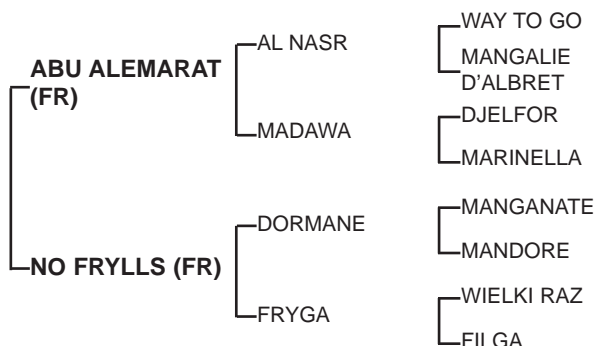 WAY TO GO
AL NASR
MANGALIE
D'ALBRET
ABU ALEMARAT
(FR)
DJELFOR
MADAWA
MARINELLA
MANGANATE
DORMANE
MANDORE
NO FRYLLS (FR)
WIELKI RAZ
FRYGA
FILGA